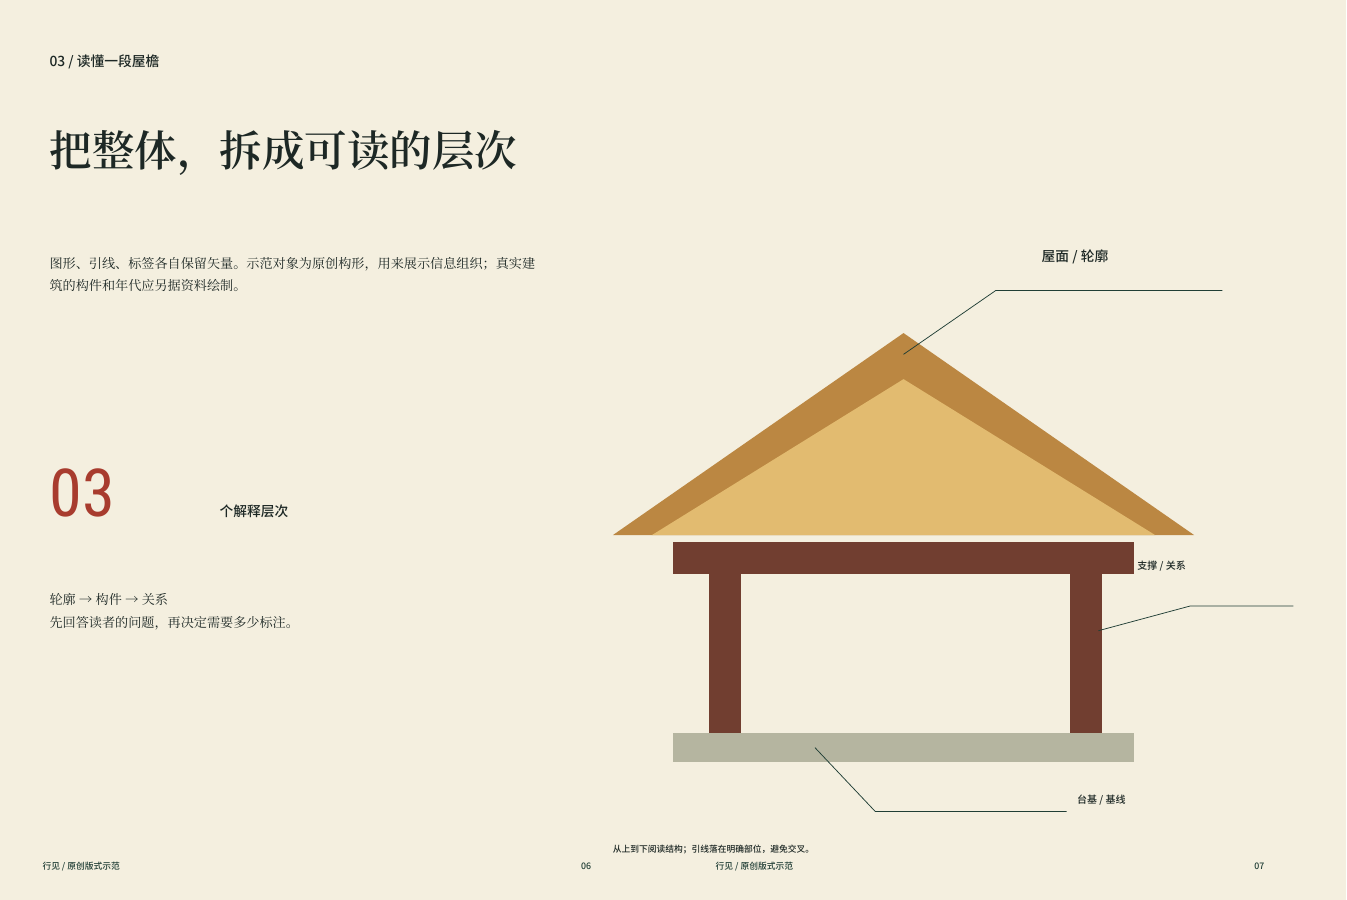 03 / 读懂一段屋檐
把整体，拆成可读的层次
图形、引线、标签各自保留矢量。示范对象为原创构形，用来展示信息组织；真实建
筑的构件和年代应另据资料绘制。
屋面 / 轮廓
03
个解释层次
支撑 / 关系
轮廓 → 构件 → 关系
先回答读者的问题，再决定需要多少标注。
台基 / 基线
从上到下阅读结构；引线落在明确部位，避免交叉。
行见 / 原创版式示范
06
行见 / 原创版式示范
07